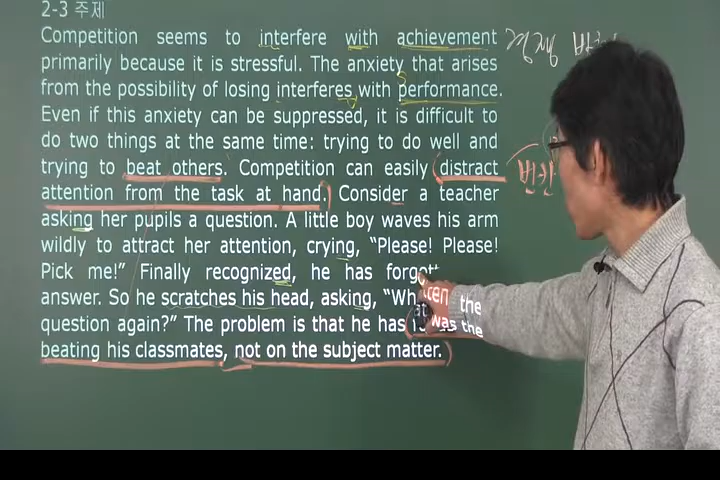 2-3 주제
Competition seems to interfere with achievement
primarily because it is stressful. The anxiety that arises
from the possibility of losing interferes with performance.
Even if this anxiety can be suppressed, it is difficult to
do two things at the same time: trying to do well and
trying to beat others. Competition can easily (distract
attention from the task at hand.) Consider a teacher
asking her pupils a question. A little boy waves his arm
wildly to attract her attention, crying, “Please! Please!
Pick me!” Finally recognized, he has forgotten the
answer. So he scratches his head, asking, “What was the
question again?” The problem is that he has
beating his classmates, not on the subject matter.)